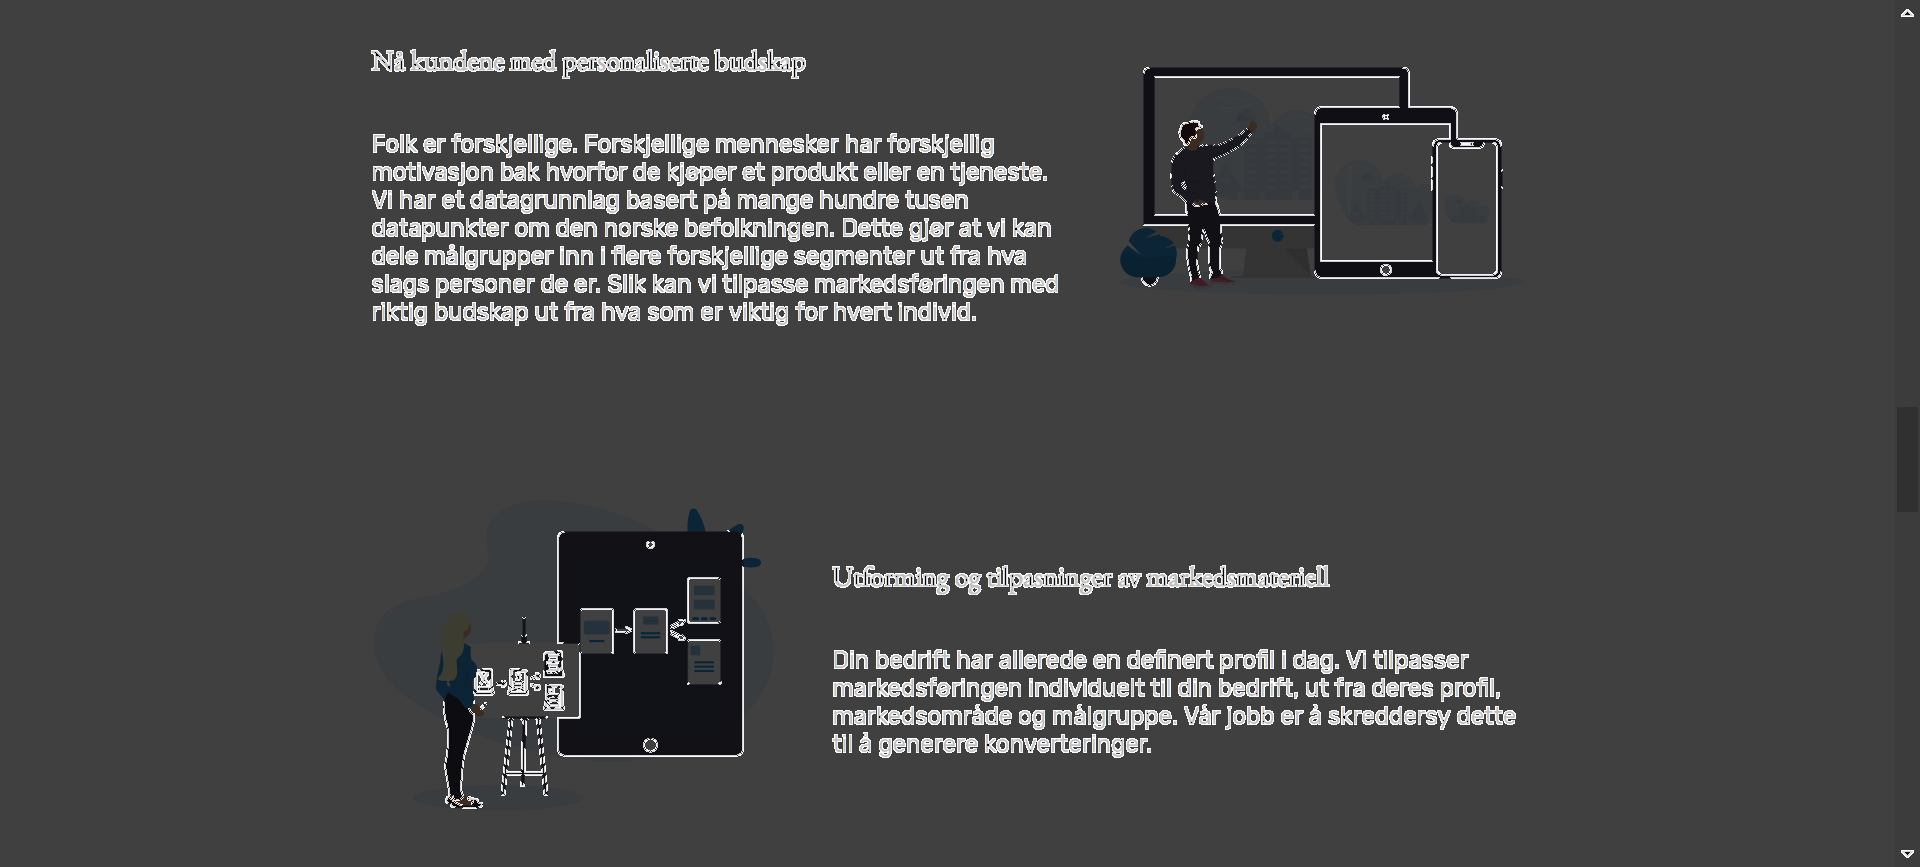 Nå kundene med personaliserte budskap
Folk er forskjellige. Forskjellige mennesker har forskjellig
motivasjon bak hvorfor de kjøper et produkt eller en tjeneste.
Vi har et datagrunnlag basert på mange hundre tusen
datapunkter om den norske befolkningen. Dette gjør at vi kan
dele målgrupper inn i flere forskjellige segmenter ut fra hva
slags personer de er. Slik kan vi tilpasse markedsføringen med
riktig budskap ut fra hva som er viktig for hvert individ.
Utforming og tilpasninger av markedsmateriell
Din bedrift har allerede en definert profil i dag. Vi tilpasser
markedsføringen individuelt til din bedrift, ut fra deres profil,
markedsområde og målgruppe. Vår jobb er å skreddersy dette
til å generere konverteringer.